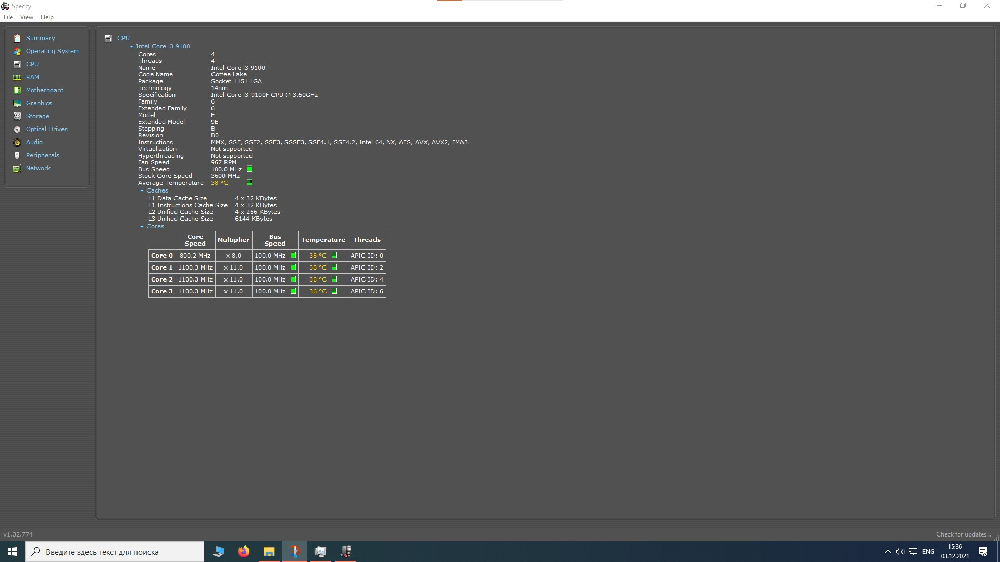 Speccy
File View Help
Summary
Operating System
CPU
RAM
Motherboard
Graphics
Storage
Optical Drives
Audio
Peripherals
Network
CPU
Intel Core i3 9100
Cores 4
Threads 4
Name Intel Core i3 9100
Code Name Coffee Lake
Package Socket 1151 LGA
Technology 14nm
Specification Intel Core i3-9100F CPU @ 3.60GHz
Family 6
Extended Family 6
Model E
Extended Model 9E
Stepping B
Revision B0
Instructions MMX, SSE, SSE2, SSE3, SSSE3, SSE4.1, SSE4.2, Intel 64, NX, AES, AVX, AVX2, FMA3
Virtualization Not supported
Hyperthreading Not supported
Fan Speed 967 RPM
Bus Speed 100.0 MHz
Stock Core Speed 3600 MHz
Average Temperature 38 °C
Caches
L1 Data Cache Size 4 x 32 KBytes
L1 Instructions Cache Size 4 x 32 KBytes
L2 Unified Cache Size 4 x 256 KBytes
L3 Unified Cache Size 6144 KBytes
Cores
Core Speed Multiplier Bus Speed Temperature Threads
Core 0 800.2 MHz x 8.0 100.0 MHz 38 °C APIC ID: 0
Core 1 1100.3 MHz x 11.0 100.0 MHz 38 °C APIC ID: 2
Core 2 1100.3 MHz x 11.0 100.0 MHz 38 °C APIC ID: 4
Core 3 1100.3 MHz x 11.0 100.0 MHz 36 °C APIC ID: 6
v1.32.774
Check for updates...
Введите здесь текст для поиска
ENG
15:36
03.12.2021